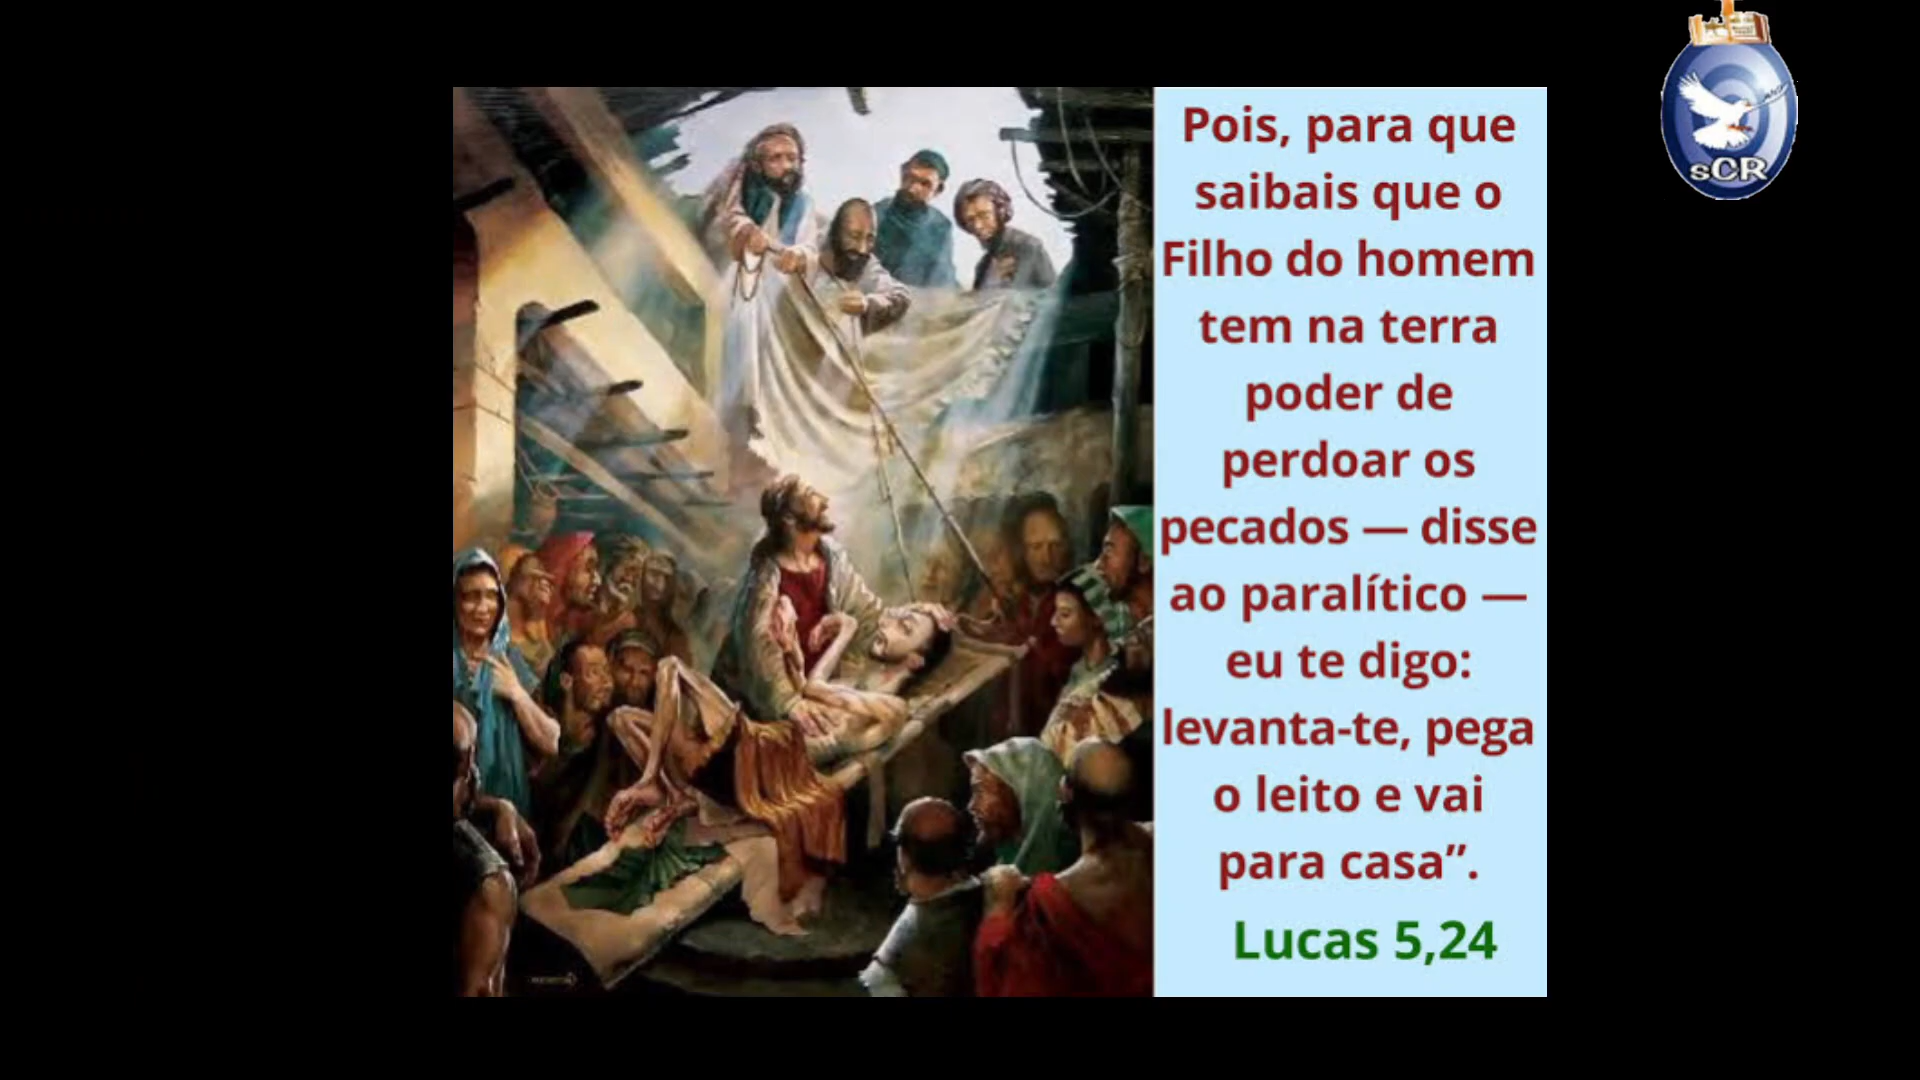 Pois, para que
saibais que o
Filho do homem
tem na terra
poder de
perdoar os
pecados — disse
ao paralítico —
eu te digo:
levanta-te, pega
o leito e vai
para casa”.
Lucas 5,24
sCR